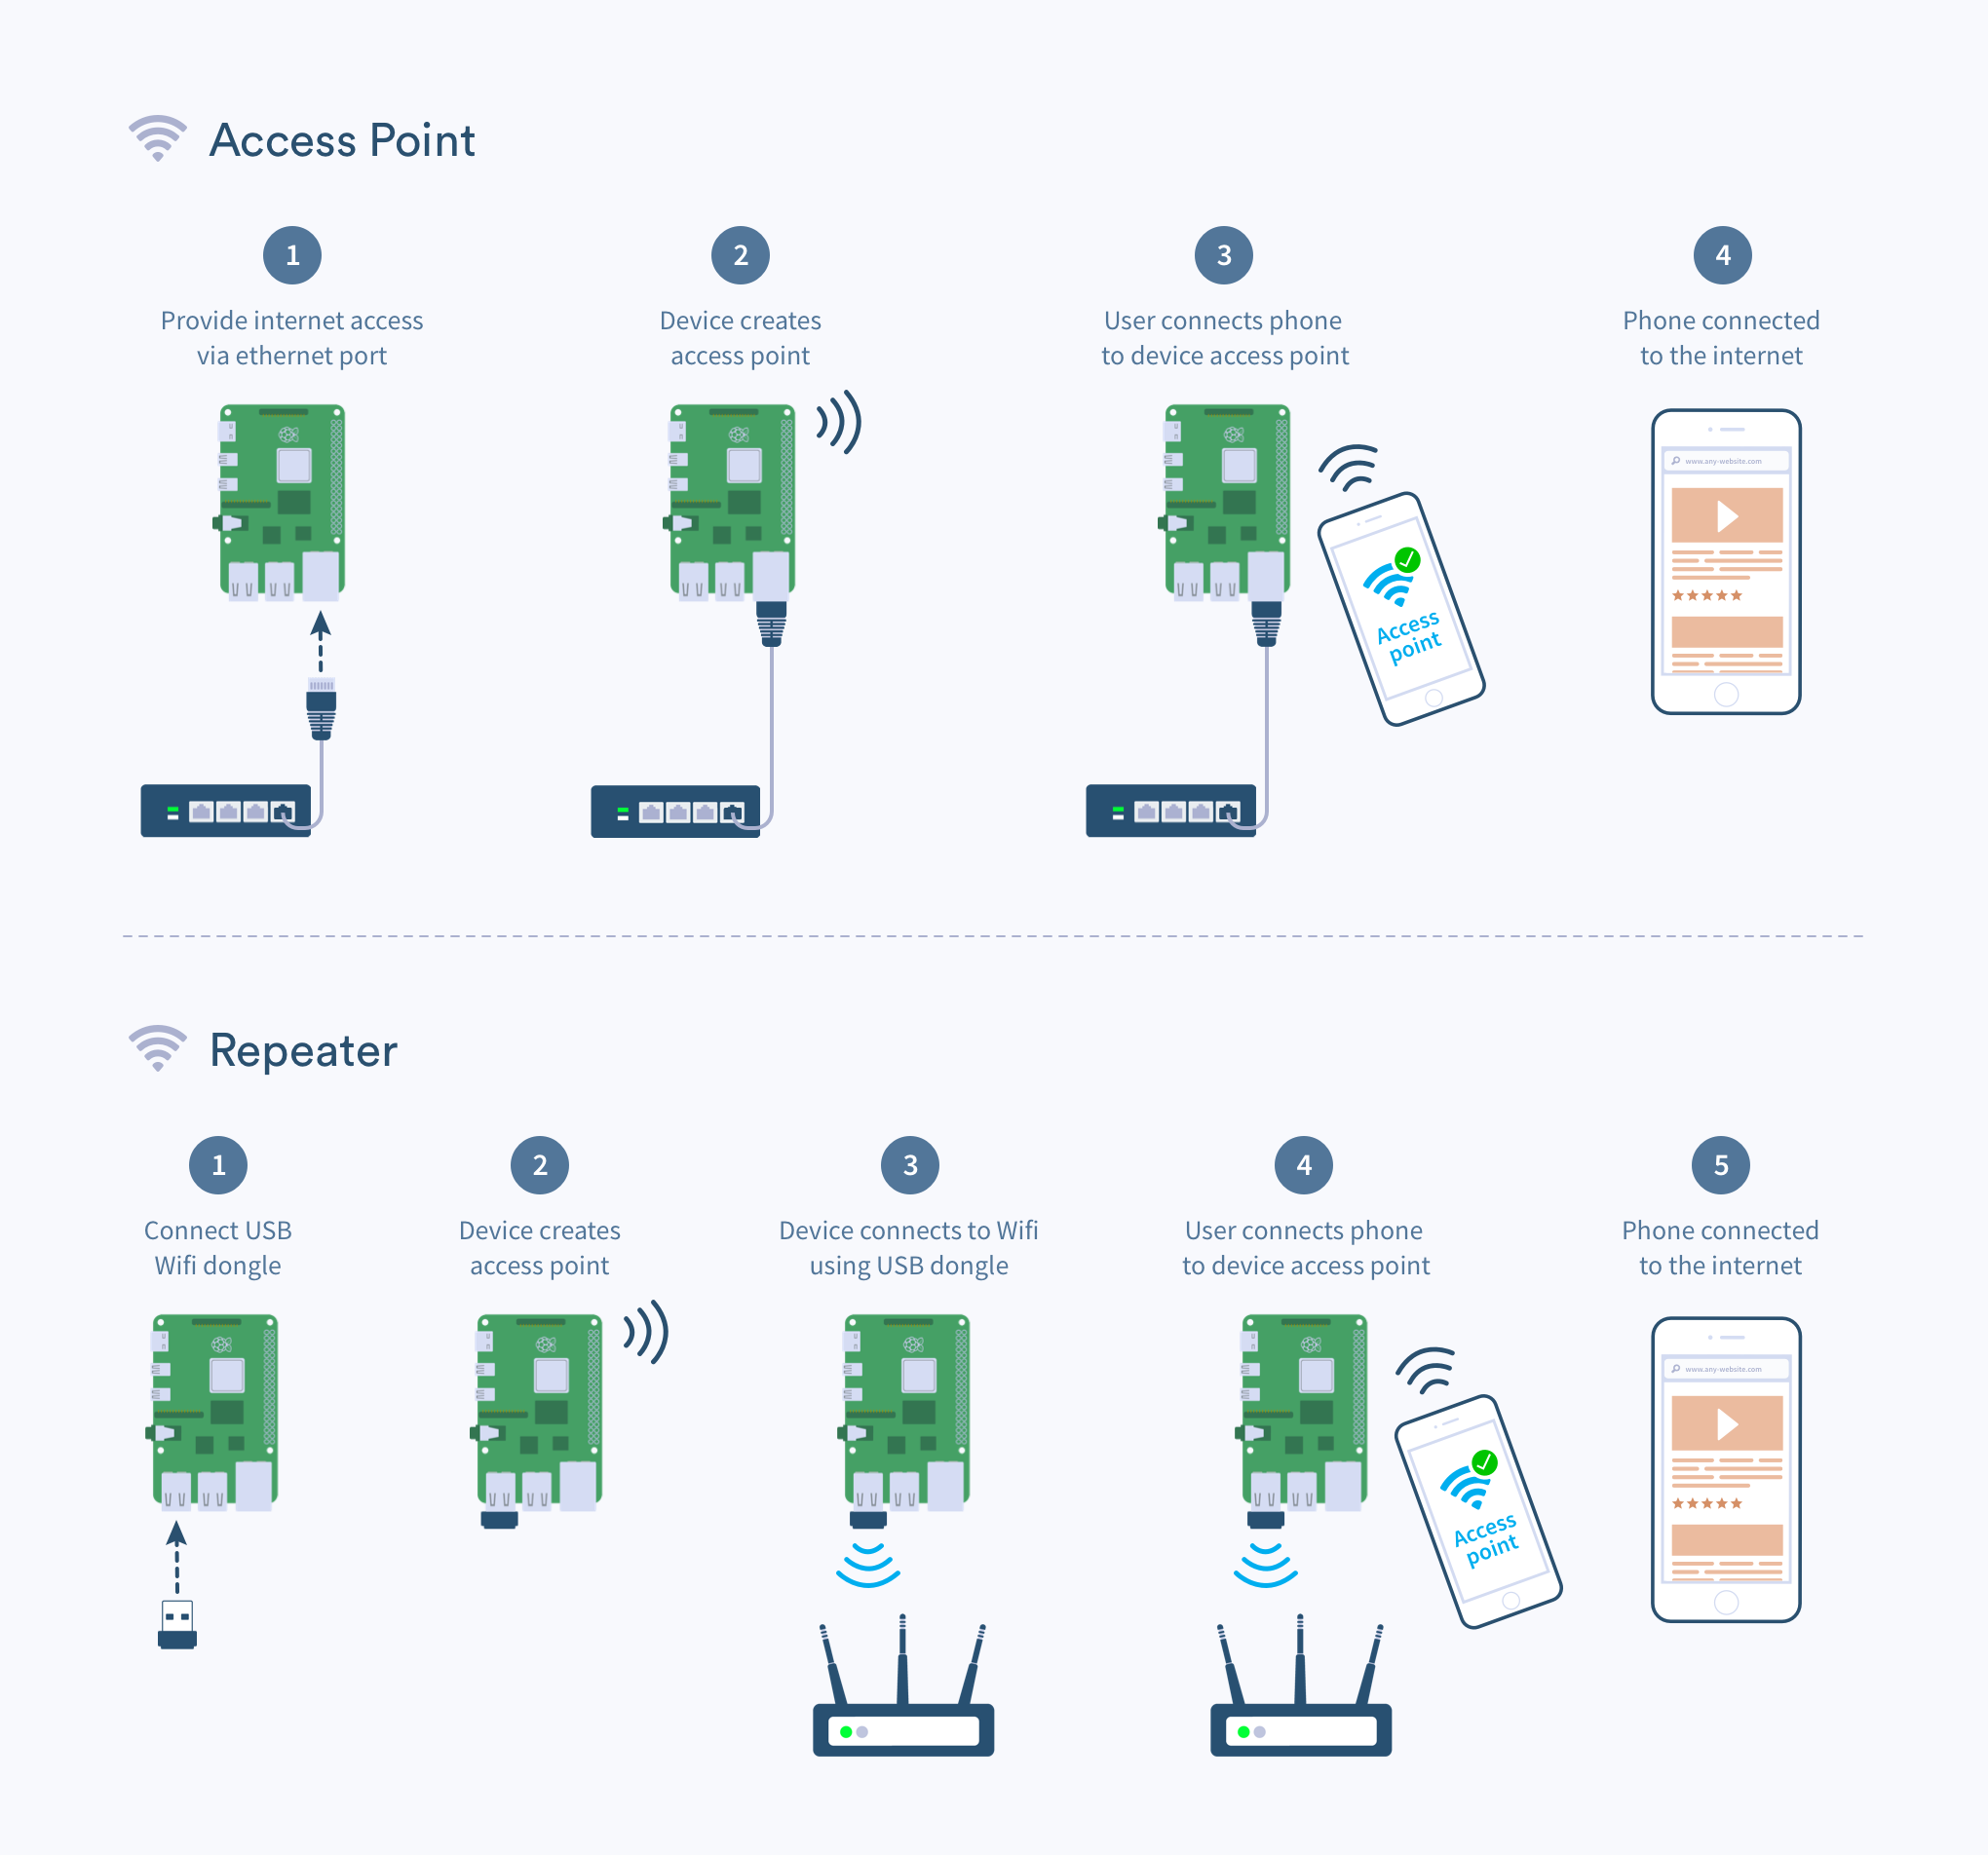 Access Point
1
Provide internet access
via ethernet port
2
Device creates
access point
3
User connects phone
to device access point
Access
point
4
Phone connected
to the internet
www.any-website.com
Repeater
1
Connect USB
Wifi dongle
2
Device creates
access point
3
Device connects to Wifi
using USB dongle
4
User connects phone
to device access point
Access
point
5
Phone connected
to the internet
www.any-website.com